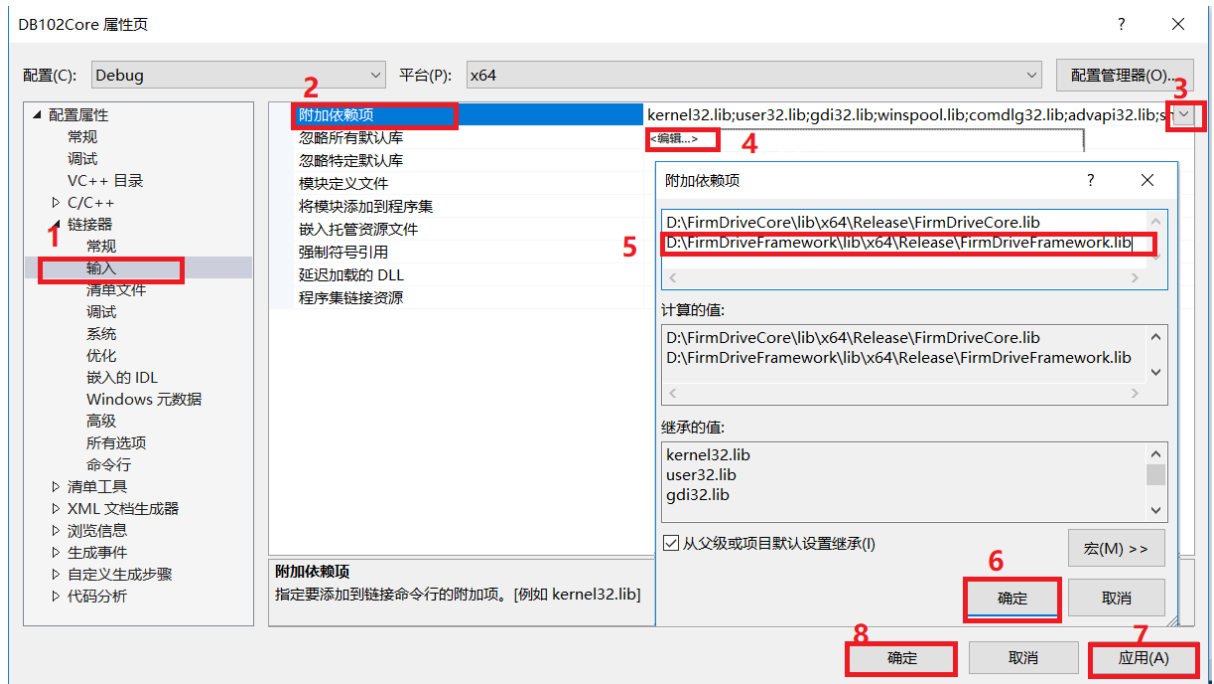 DB102Core 属性页
?
配置(C):
Debug
平台(P):
x64
配置管理器(O)...
2
3
配置属性
常规
调试
VC++ 目录
C/C++
链接器
1
常规
输入
清单文件
调试
系统
优化
嵌入的 IDL
Windows 元数据
高级
所有选项
命令行
清单工具
XML 文档生成器
浏览信息
生成事件
自定义生成步骤
代码分析
附加依赖项
kernel32.lib;user32.lib;gdi32.lib;winspool.lib;comdlg32.lib;advapi32.lib;sh
忽略所有默认库
<编辑...>
4
忽略特定默认库
模块定义文件
将模块添加到程序集
嵌入托管资源文件
强制符号引用
延迟加载的 DLL
程序集链接资源
附加依赖项
?
D:\FirmDriveCore\lib\x64\Release\FirmDriveCore.lib
5
D:\FirmDriveFramework\lib\x64\Release\FirmDriveFramework.lib
计算的值:
D:\FirmDriveCore\lib\x64\Release\FirmDriveCore.lib
D:\FirmDriveFramework\lib\x64\Release\FirmDriveFramework.lib
继承的值:
kernel32.lib
user32.lib
gdi32.lib
从父级或项目默认设置继承(I)
宏(M) >>
6
确定
取消
附加依赖项
指定要添加到链接命令行的附加项。[例如 kernel32.lib]
8
确定
取消
7
应用(A)